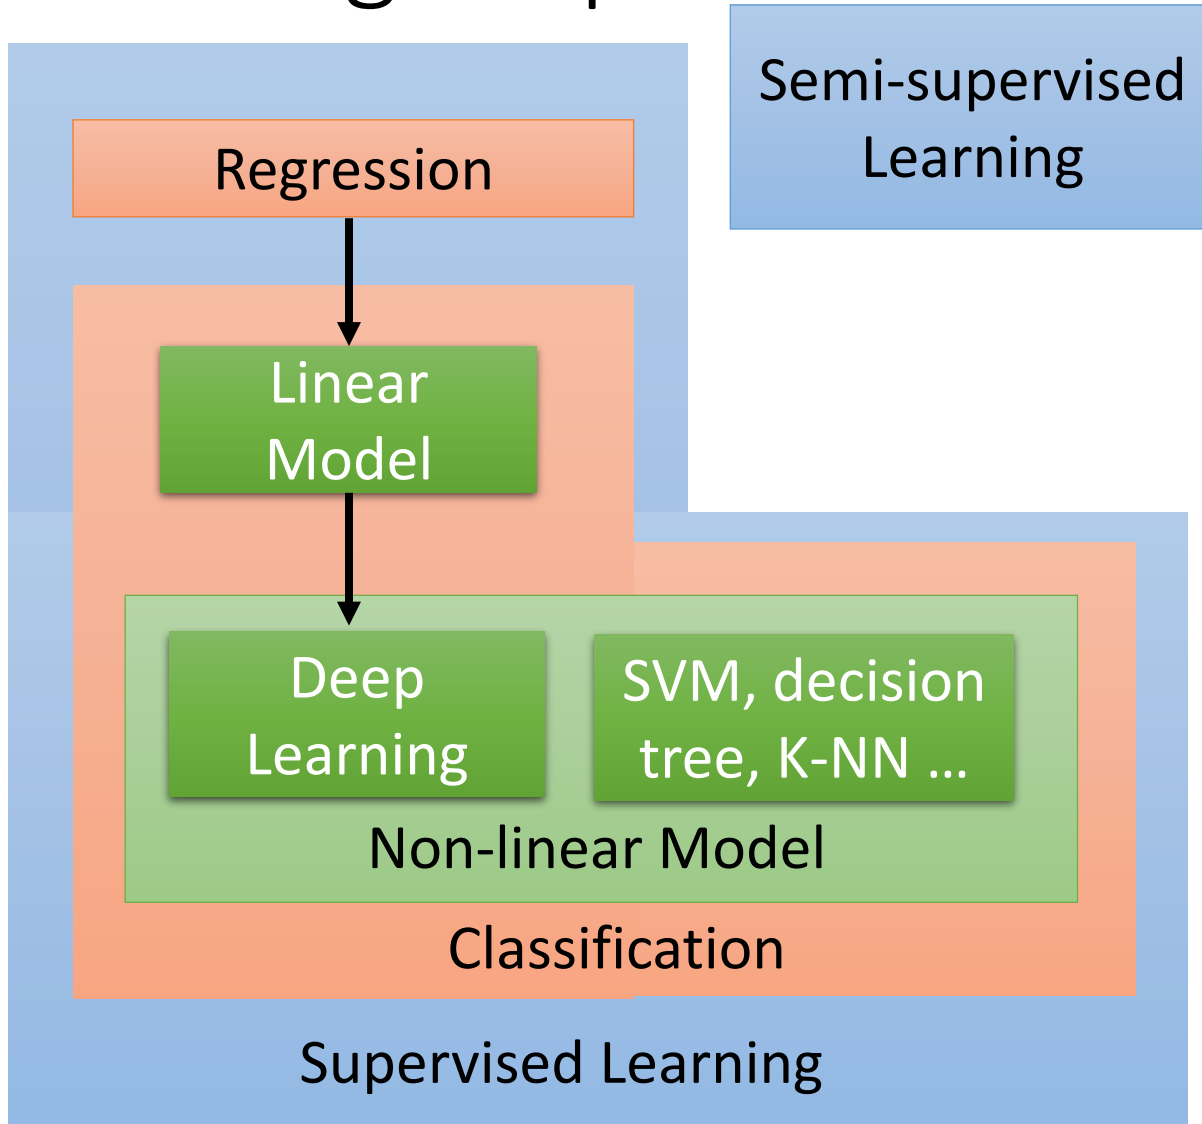 Semi-supervised
Learning
Regression
Linear
Model
Deep
Learning
SVM, decision
tree, K-NN …
Non-linear Model
Classification
Supervised Learning